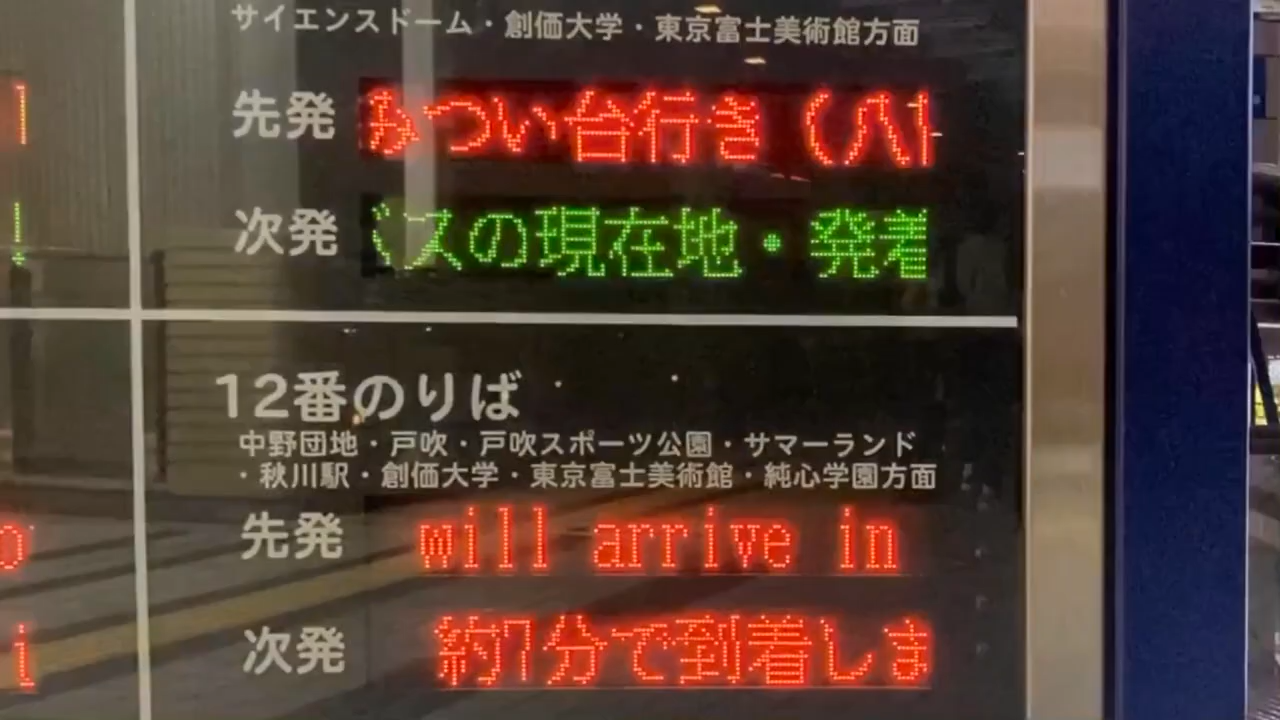 サイエンスドーム・創価大学・東京富士美術館方面
先発 みつい台行き（八
次発 バスの現在地・発着
12番のりば
中野団地・戸吹・戸吹スポーツ公園・サマーランド
・秋川駅・創価大学・東京富士美術館・純心学園方面
先発 will arrive in
次発 約7分で到着しま